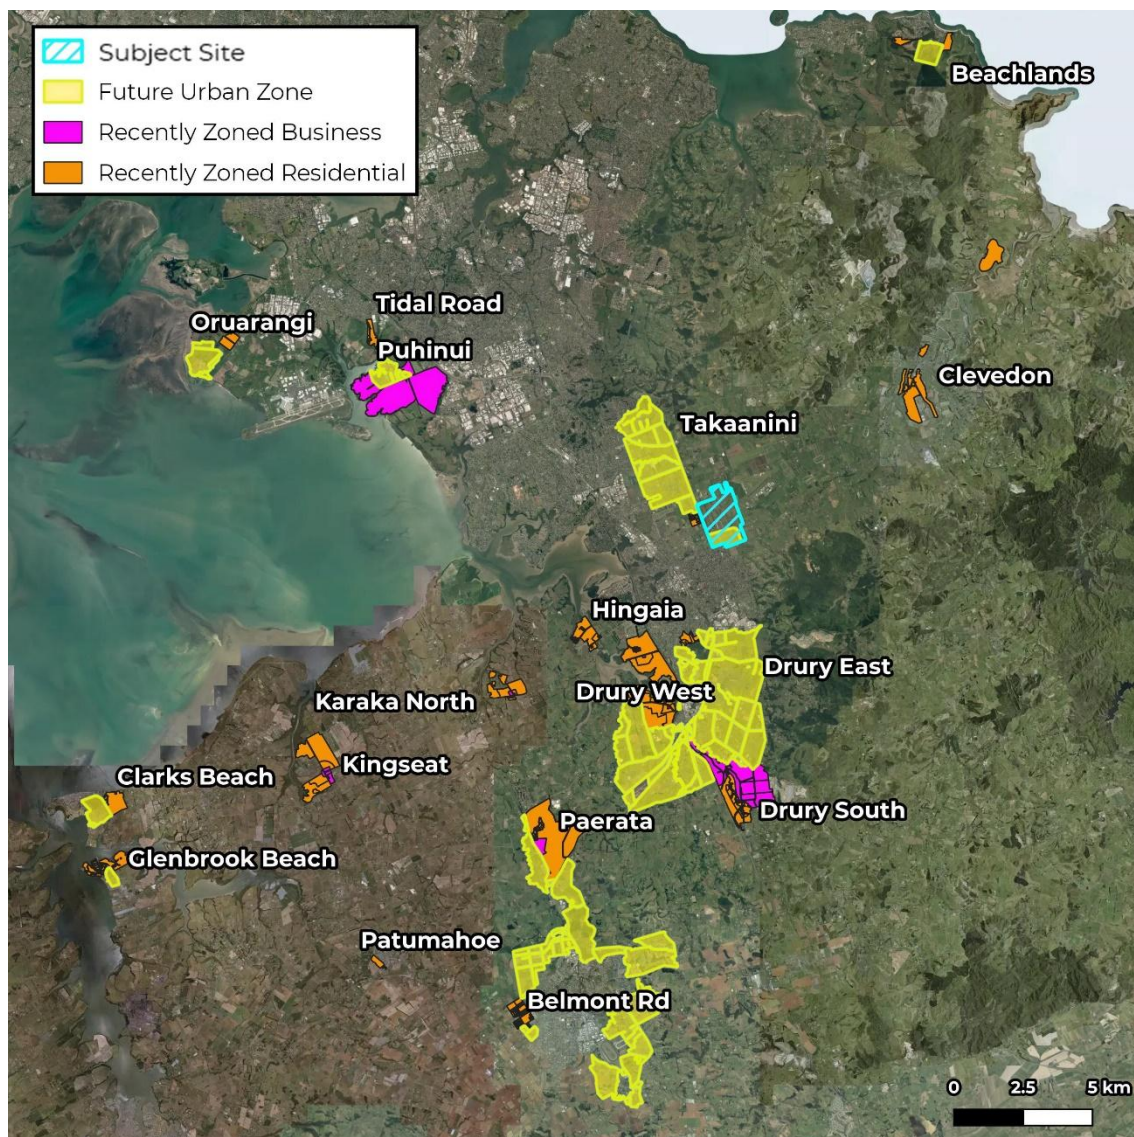 Subject Site
Future Urban Zone
Recently Zoned Business
Recently Zoned Residential
Beachlands
Tidal Road
Oruarangi
Puhinui
Clevedon
Takaanini
Hingaia
Drury East
Drury West
Karaka North
Kingseat
Clarks Beach
Drury South
Paerata
Glenbrook Beach
Patumahoe
Belmont Rd
0 2.5 5 km